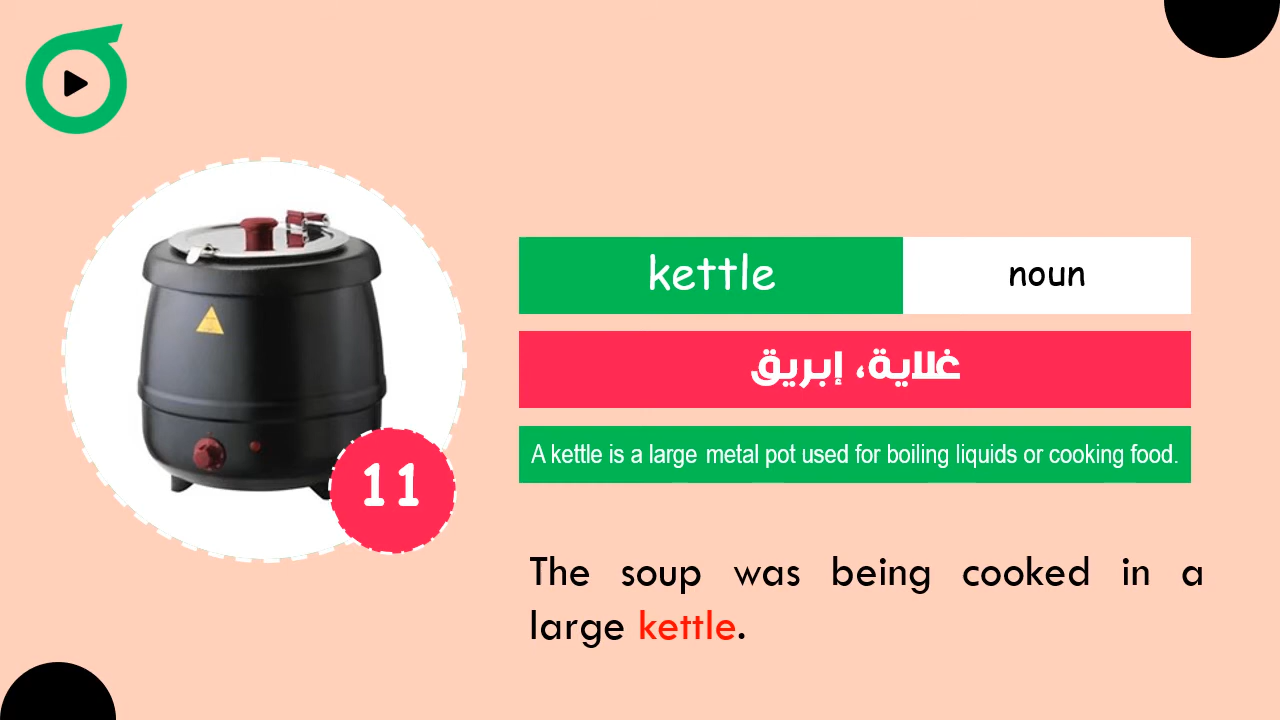 kettle
noun
غلاية، إبريق
A kettle is a large metal pot used for boiling liquids or cooking food.
11
The soup was being cooked in a
large kettle.